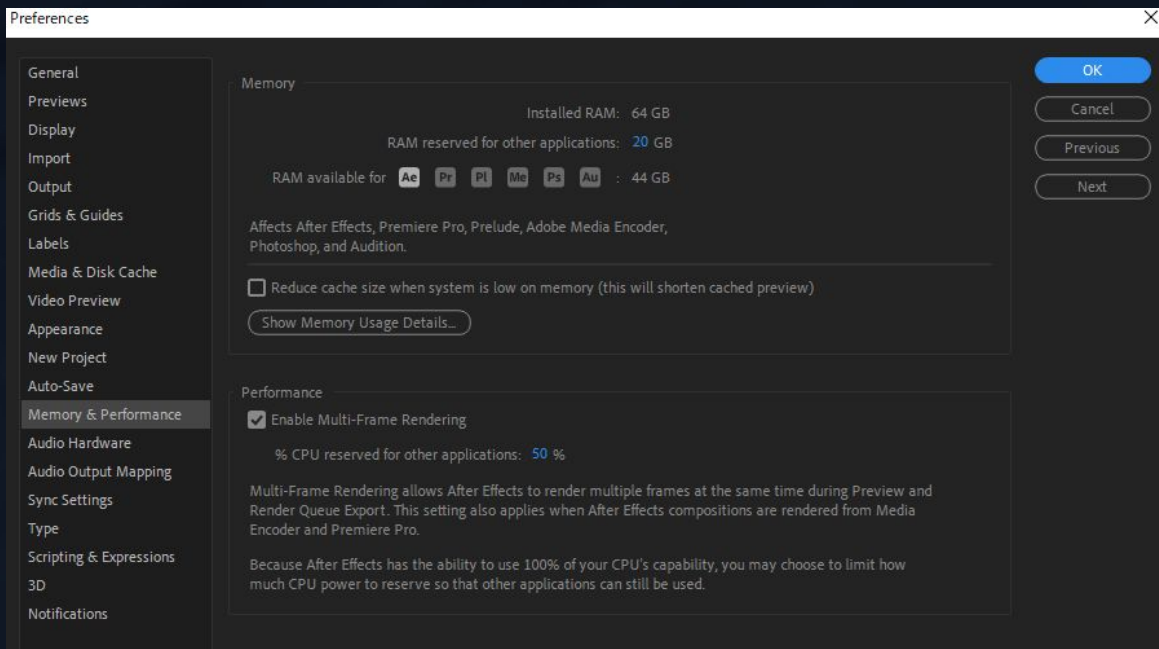 Preferences
General
Previews
Display
Import
Output
Grids & Guides
Labels
Media & Disk Cache
Video Preview
Appearance
New Project
Auto-Save
Memory & Performance
Audio Hardware
Audio Output Mapping
Sync Settings
Type
Scripting & Expressions
3D
Notifications
Memory
Installed RAM: 64 GB
RAM reserved for other applications: 20 GB
RAM available for Ae Pr Pl Me Ps Au : 44 GB
Affects After Effects, Premiere Pro, Prelude, Adobe Media Encoder,
Photoshop, and Audition.
Reduce cache size when system is low on memory (this will shorten cached preview)
Show Memory Usage Details...
Performance
Enable Multi-Frame Rendering
% CPU reserved for other applications: 50 %
Multi-Frame Rendering allows After Effects to render multiple frames at the same time during Preview and
Render Queue Export. This setting also applies when After Effects compositions are rendered from Media
Encoder and Premiere Pro.
Because After Effects has the ability to use 100% of your CPU's capability, you may choose to limit how
much CPU power to reserve so that other applications can still be used.
OK
Cancel
Previous
Next